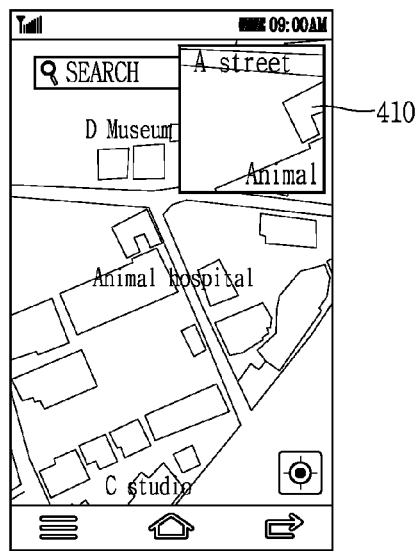 09:00AM
SEARCH
A street
410
D Museum
Animal
Animal hospital
C studio